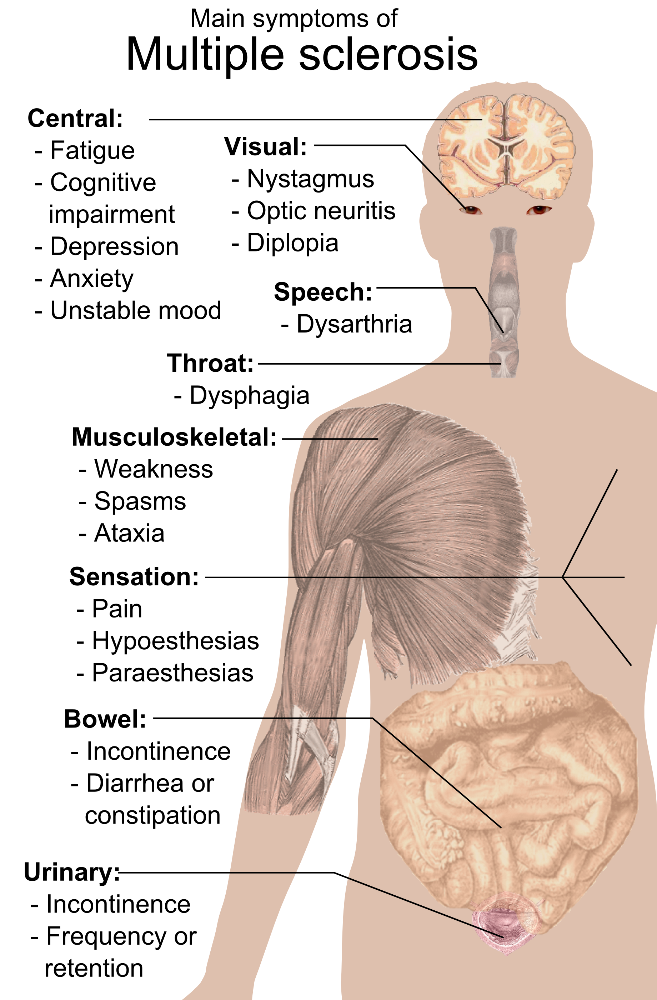 Main symptoms of
Multiple sclerosis
Central:
- Fatigue
- Cognitive
impairment
- Depression
- Anxiety
- Unstable mood
Visual:
- Nystagmus
- Optic neuritis
- Diplopia
Speech:
- Dysarthria
Throat:
- Dysphagia
Musculoskeletal:
- Weakness
- Spasms
- Ataxia
Sensation:
- Pain
- Hypoesthesias
- Paraesthesias
Bowel:
- Incontinence
- Diarrhea or
constipation
Urinary:
- Incontinence
- Frequency or
retention